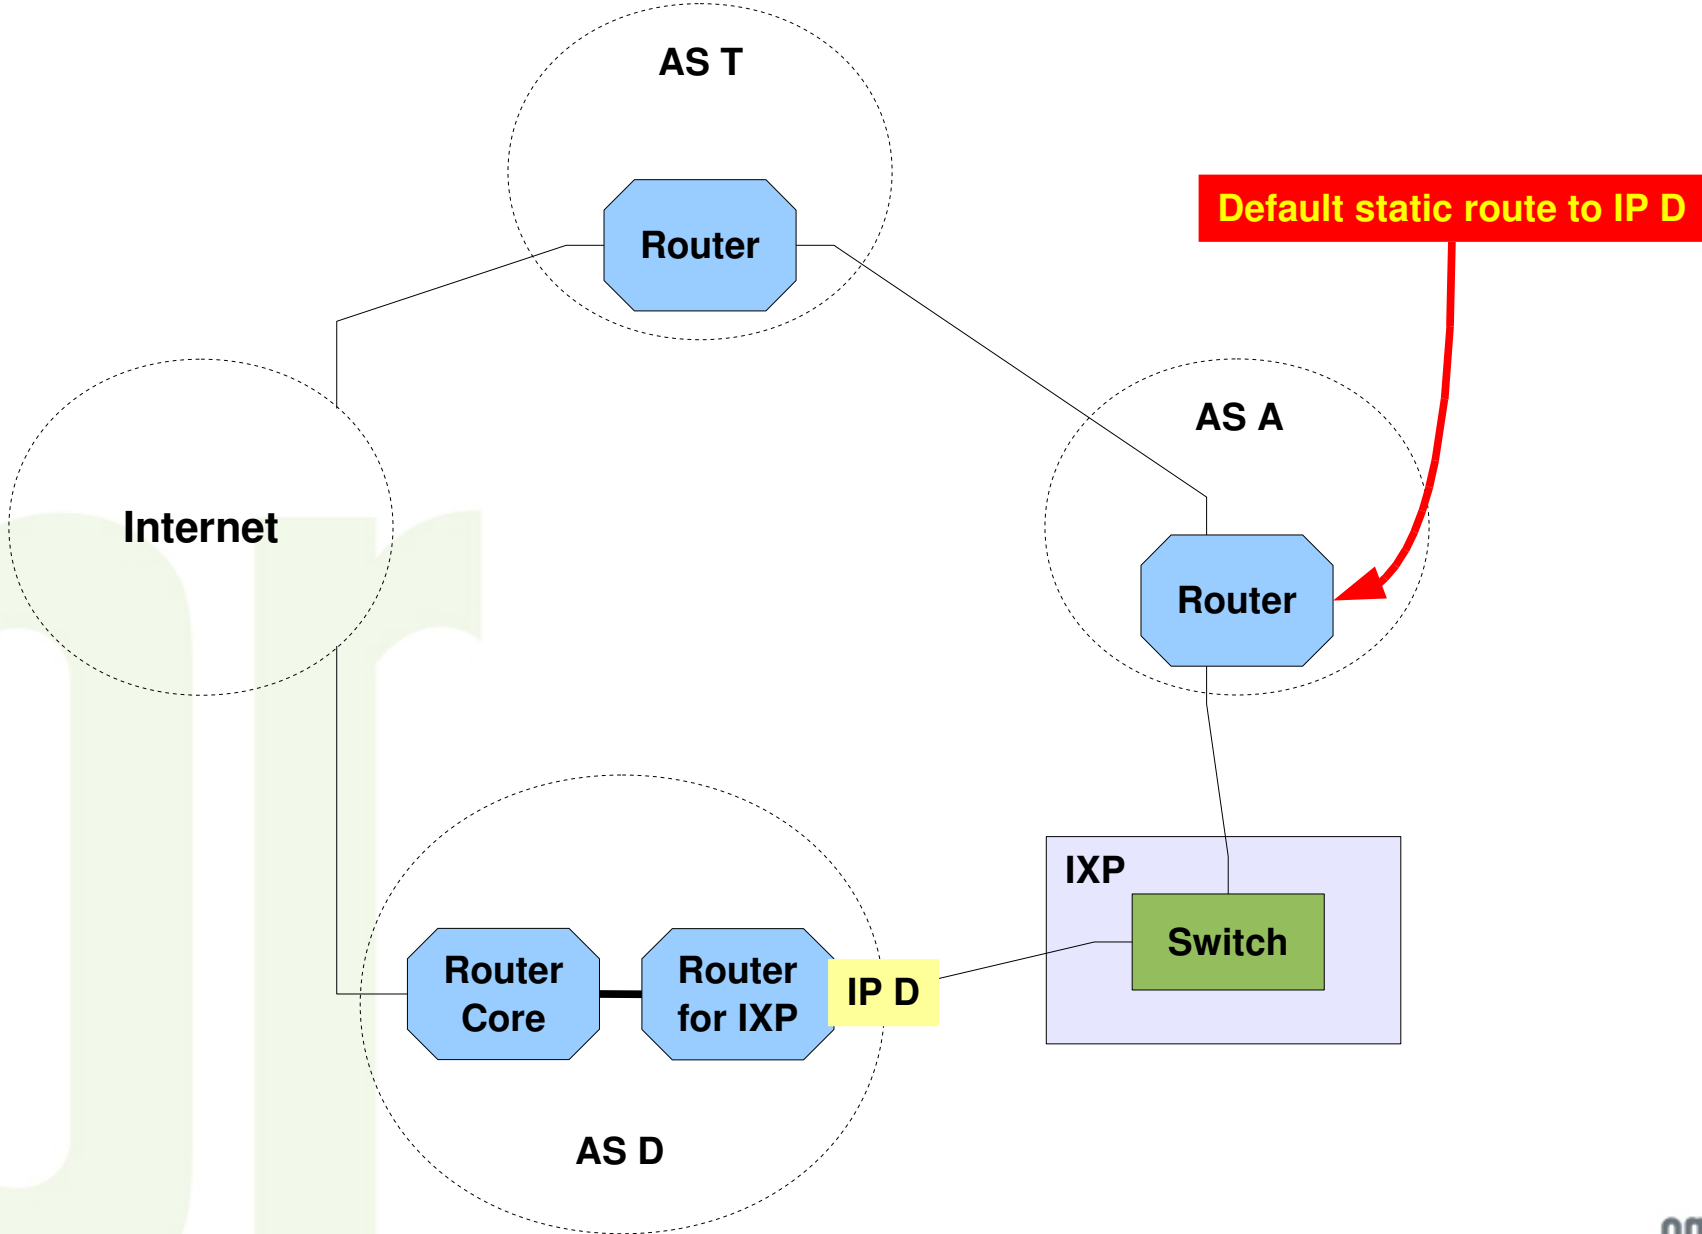 AS T
Router
Default static route to IP D
AS A
Internet
Router
IXP
Switch
Router
Core
Router
for IXP
IP D
AS D